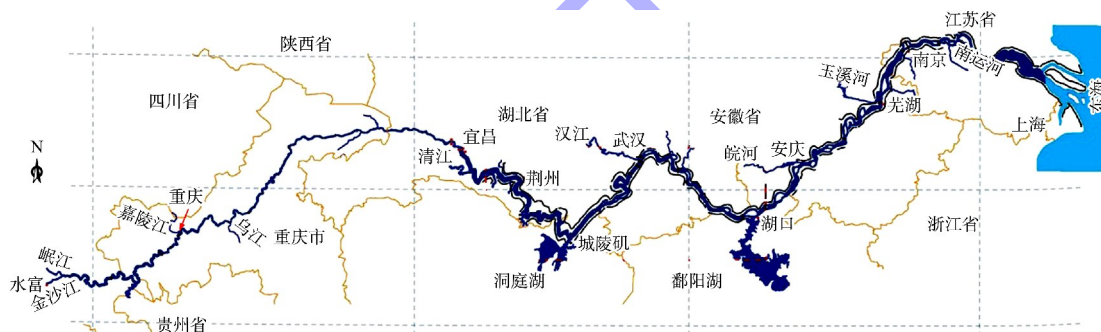 江苏省
陕西省
南京
南运河
玉溪河
东海
四川省
湖北省
安徽省
芜湖
宜昌
汉江
武汉
上海
N
清江
皖河
安庆
荆州
重庆
嘉陵江
乌江
重庆市
城陵矶
湖口
浙江省
岷江
水富
金沙江
洞庭湖
鄱阳湖
贵州省